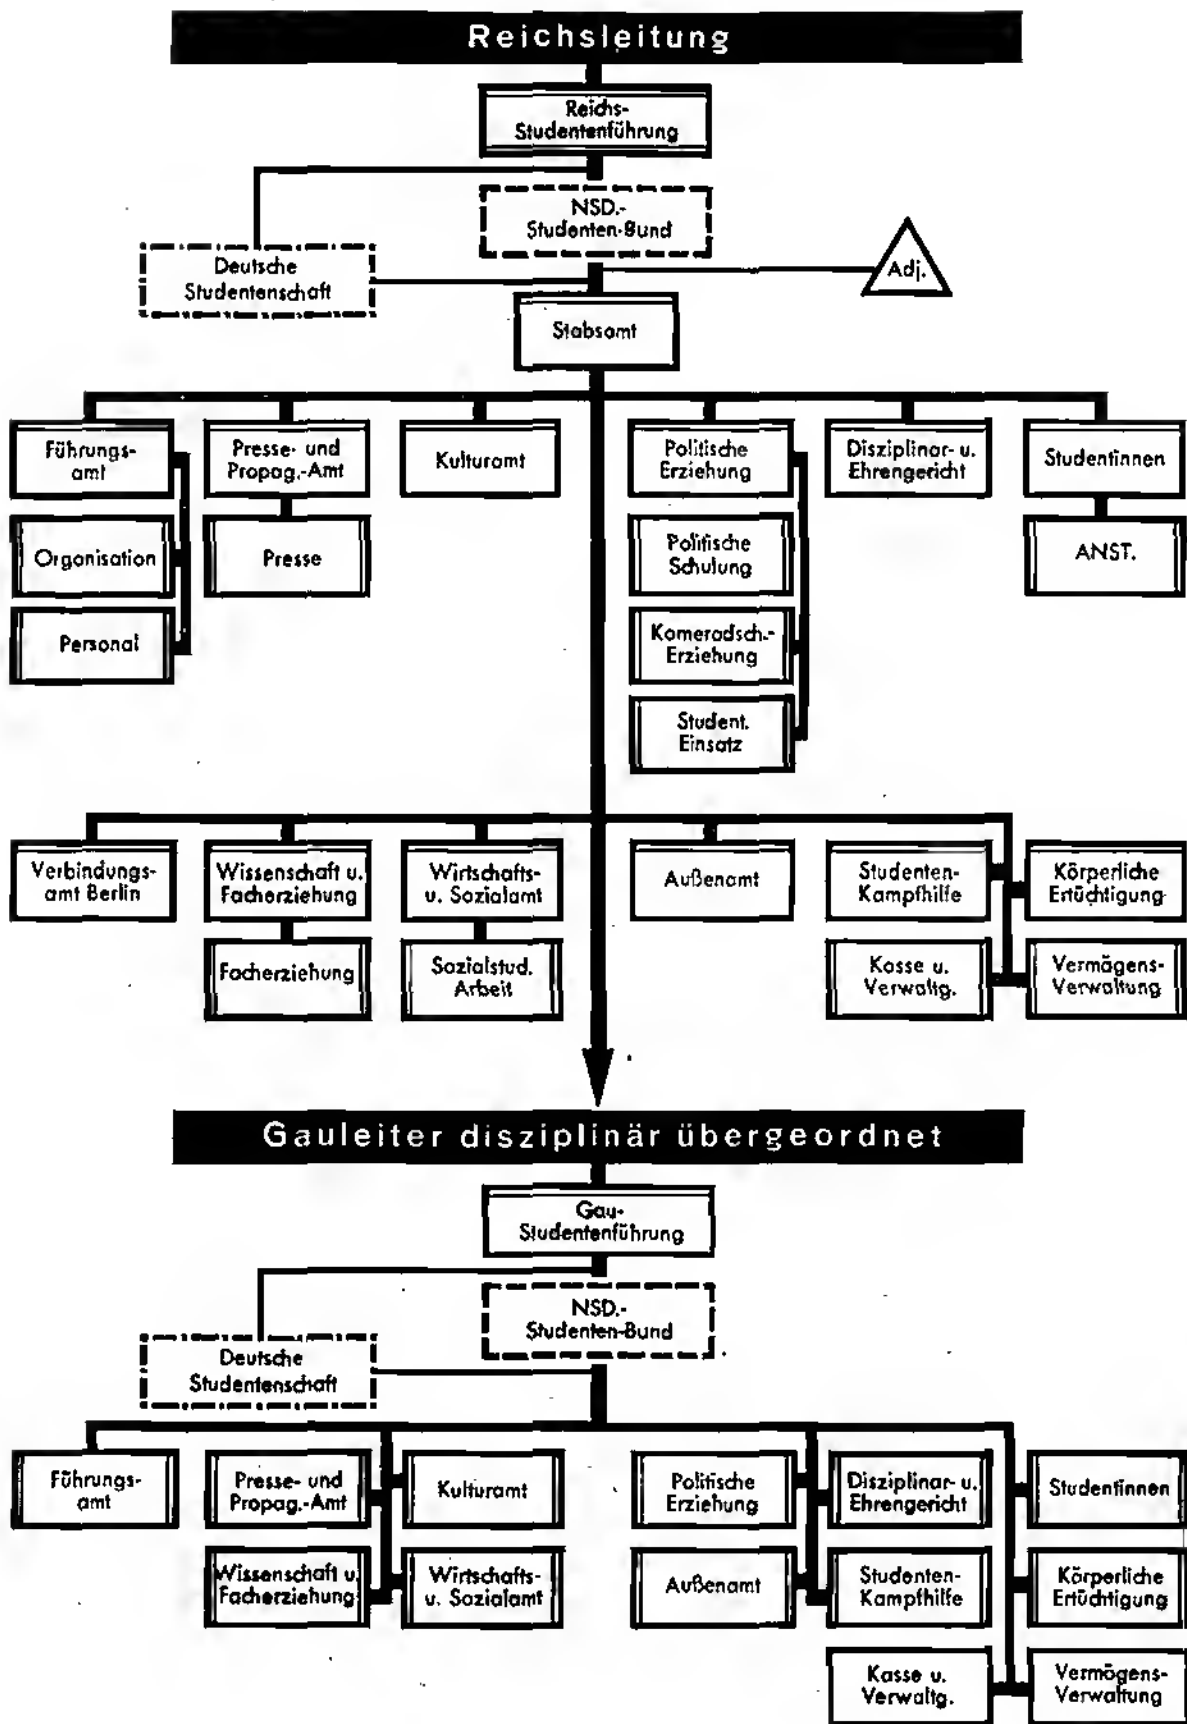 Reichsleitung
Reichs-
Studentenführung
NSD.-
Studenten-Bund
Deutsche
Studentenschaft
Adj.
Stabsamt
Führungs-
amt
Presse- und
Propag.-Amt
Kulturamt
Politische
Erziehung
Disziplinar- u.
Ehrengericht
Studentinnen
Organisation
Presse
Politische
Schulung
ANST.
Personal
Kameradsch.-
Erziehung
Student.
Einsatz
Verbindungs-
amt Berlin
Wissenschaft u.
Facherziehung
Wirtschafts-
u. Sozialamt
Außenamt
Studenten-
Kampfhilfe
Körperliche
Ertüchtigung
Facherziehung
Sozialstud.
Arbeit
Kasse u.
Verwaltg.
Vermögens-
Verwaltung
Gauleiter disziplinär übergeordnet
Gau-
Studentenführung
NSD.-
Studenten-Bund
Deutsche
Studentenschaft
Führungs-
amt
Presse- und
Propag.-Amt
Kulturamt
Politische
Erziehung
Disziplinar- u.
Ehrengericht
Studentinnen
Wissenschaft u.
Facherziehung
Wirtschafts-
u. Sozialamt
Außenamt
Studenten-
Kampfhilfe
Körperliche
Ertüchtigung
Kasse u.
Verwaltg.
Vermögens-
Verwaltung